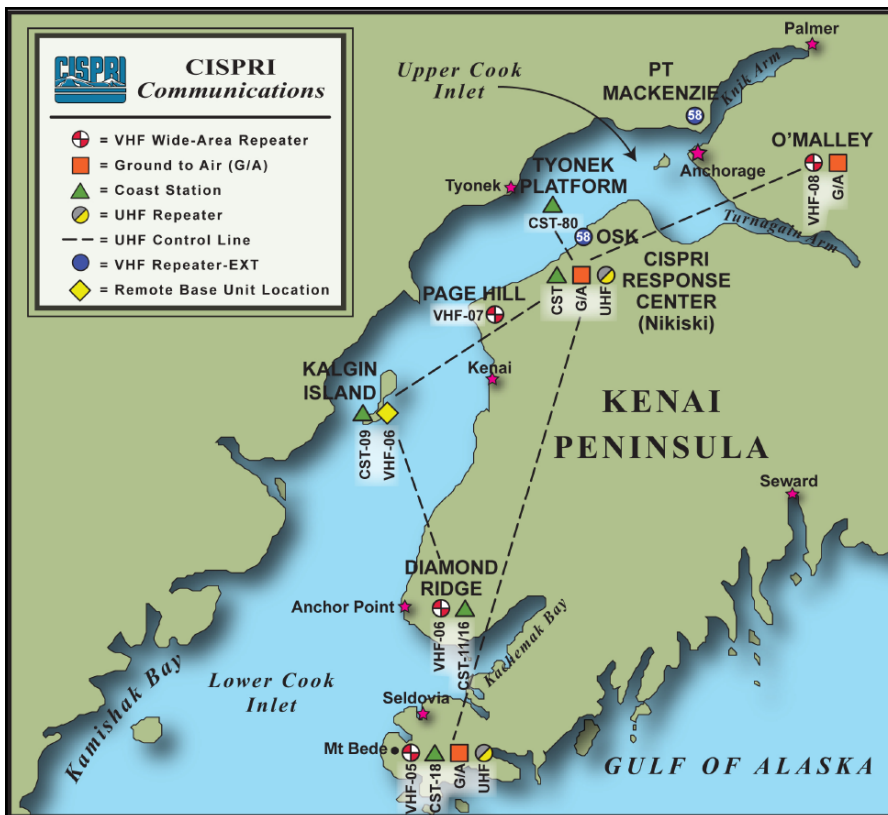 CISPRI
CISPRI
Communications
= VHF Wide-Area Repeater
= Ground to Air (G/A)
= Coast Station
= UHF Repeater
= UHF Control Line
= VHF Repeater-EXT
= Remote Base Unit Location
Palmer
Upper Cook
Inlet
PT
MACKENZIE
58
Knik Arm
O'MALLEY
Anchorage
VHF-08
G/A
Turnagain Arm
Tyonek
TYONEK
PLATFORM
CST-80
58
OSK
CISPRI
RESPONSE
CENTER
(Nikiski)
CST
G/A
UHF
PAGE HILL
VHF-07
Kenai
KALGIN
ISLAND
CST-09
VHF-06
KENAI
PENINSULA
Seward
DIAMOND
RIDGE
Anchor Point
VHF-06
CST-11/16
Kachemak Bay
Lower Cook
Inlet
Kamishak Bay
Seldovia
Mt Bede
VHF-05
CST-18
G/A
UHF
GULF OF ALASKA